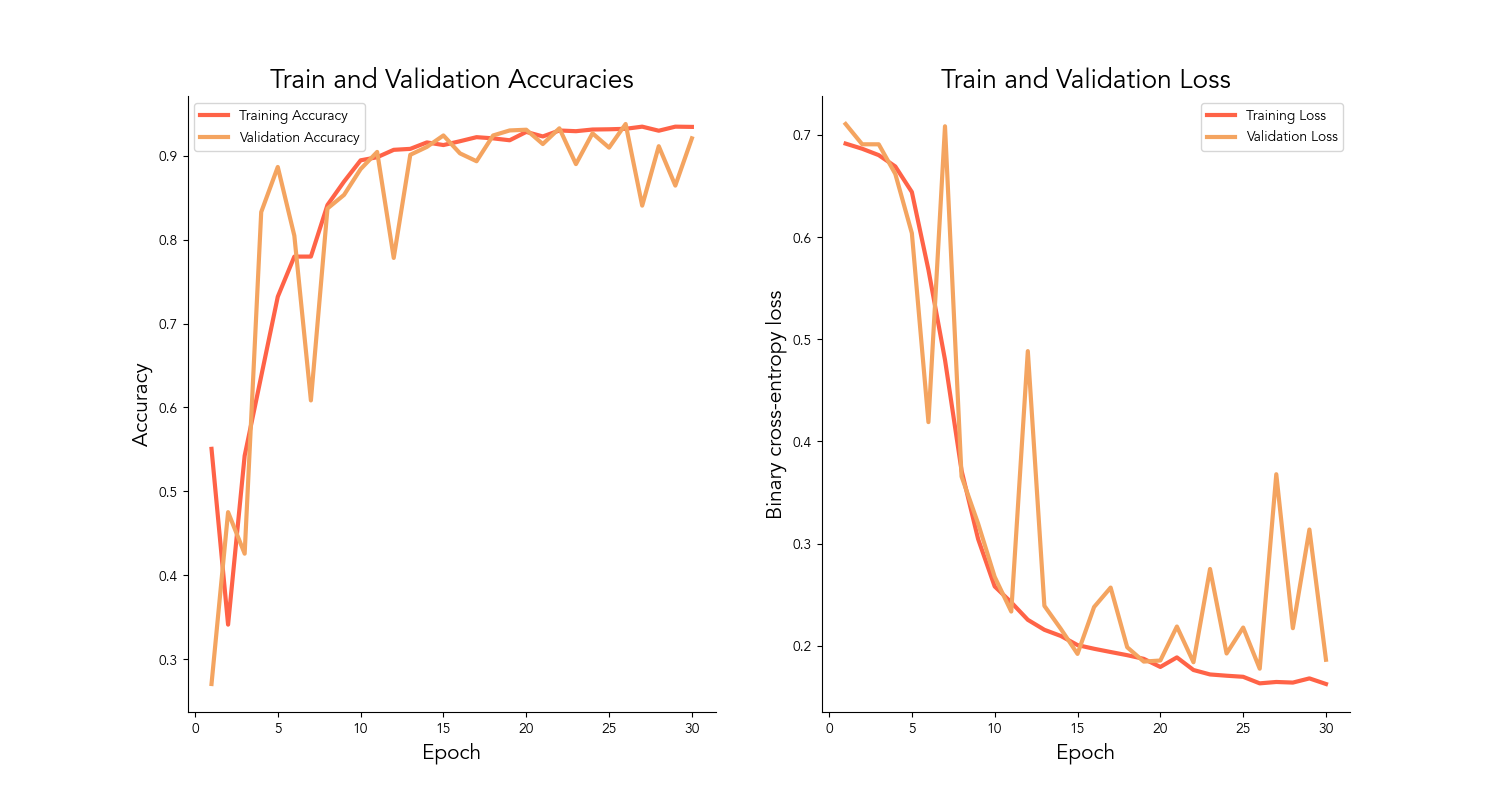 Train and Validation Accuracies
Training Accuracy
Validation Accuracy
0.9
0.8
0.7
0.6
0.5
0.4
0.3
Accuracy
0 5 10 15 20 25 30
Epoch
Train and Validation Loss
Training Loss
Validation Loss
0.7
0.6
0.5
0.4
0.3
0.2
Binary cross-entropy loss
0 5 10 15 20 25 30
Epoch